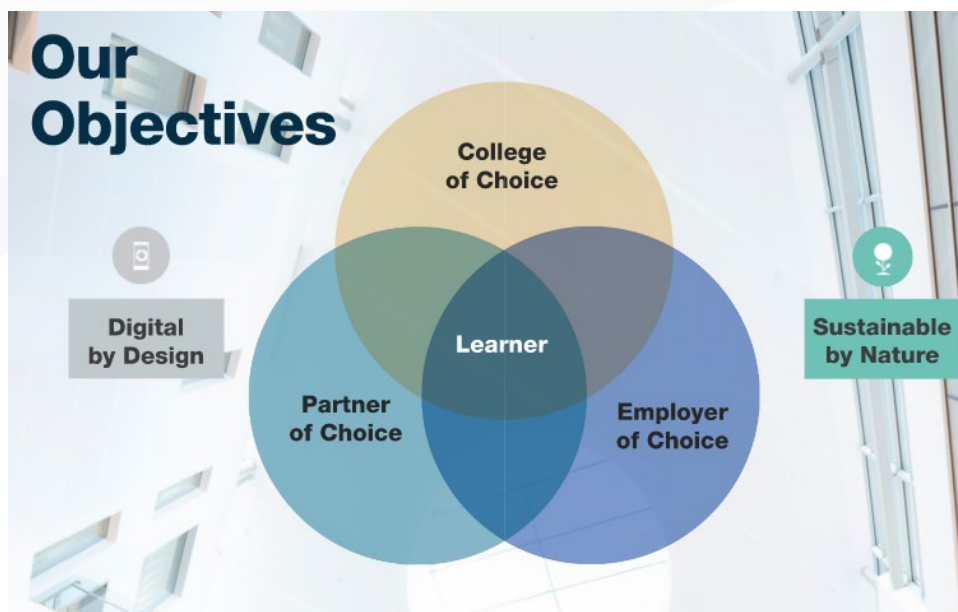 Our
Objectives
College
of Choice
Digital
by Design
Learner
Sustainable
by Nature
Partner
of Choice
Employer
of Choice